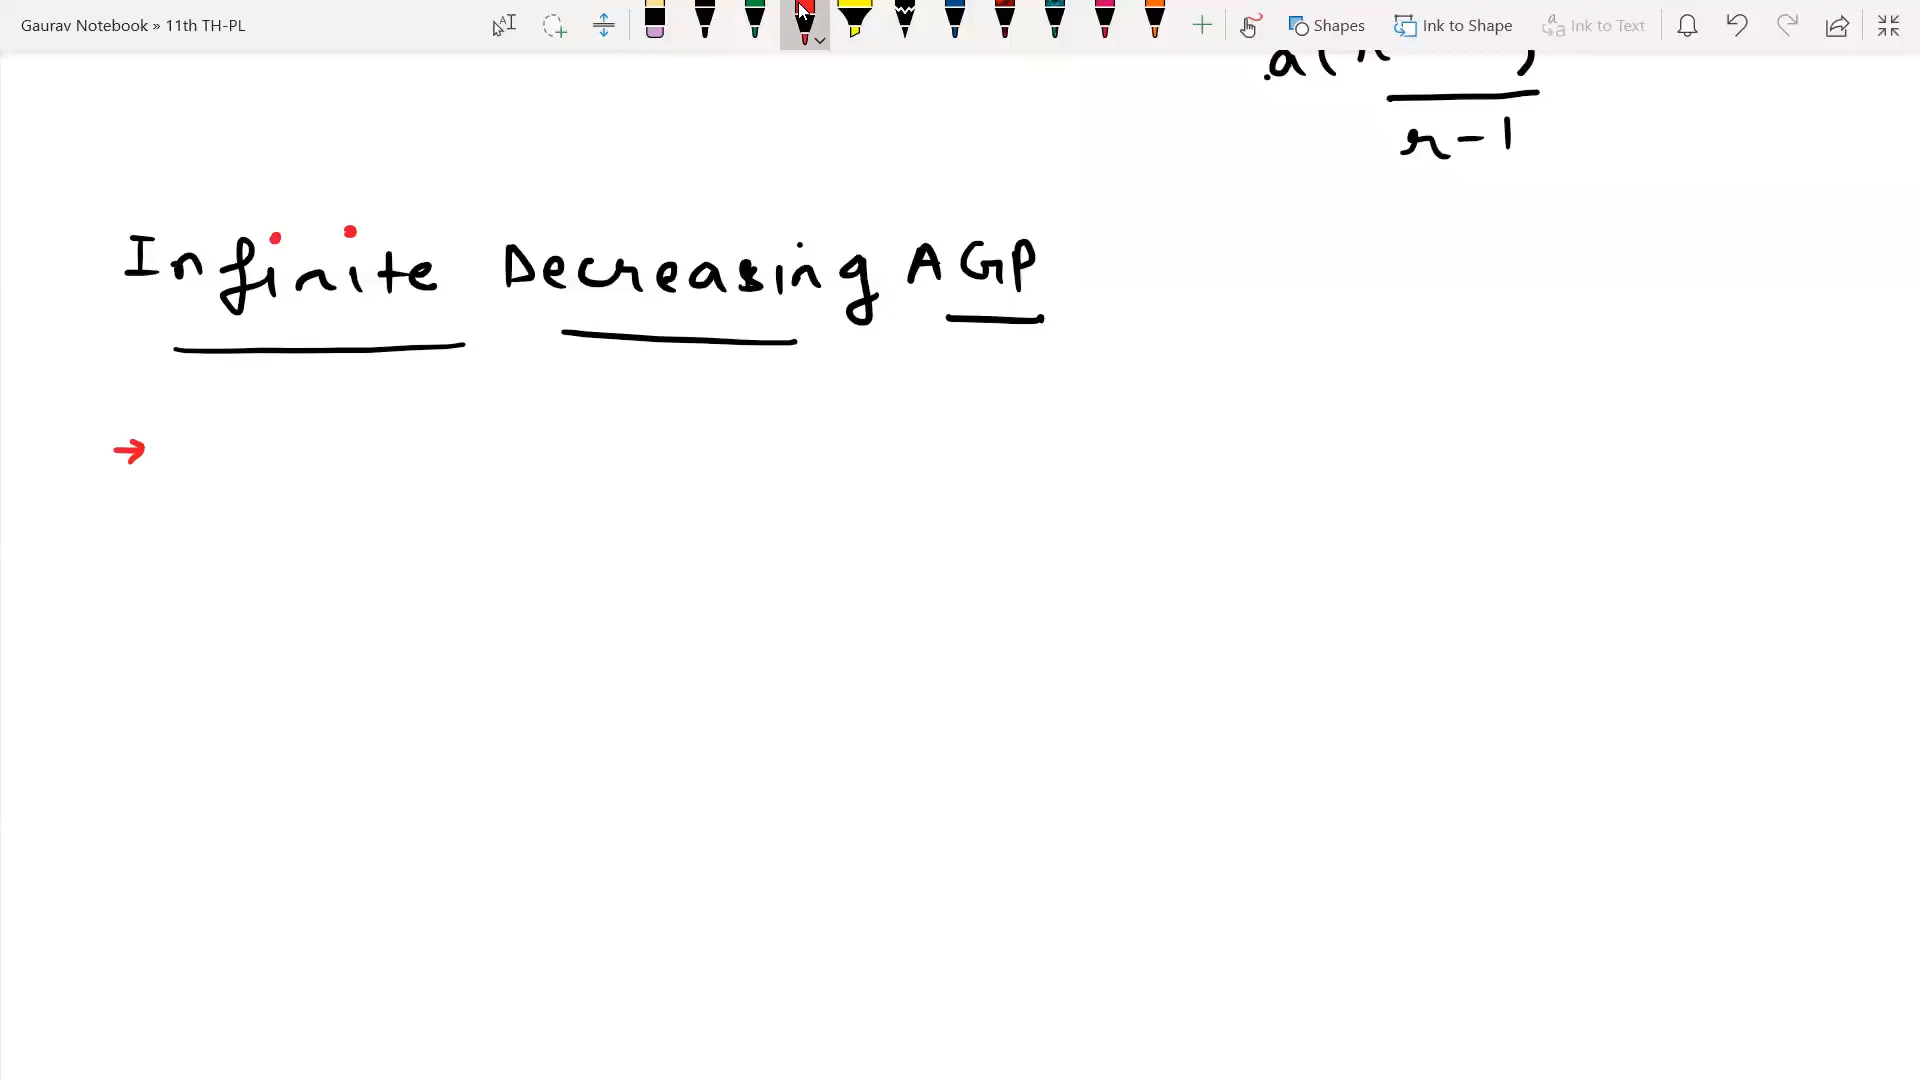 Gaurav Notebook » 11th TH-PL
Shapes
Ink to Shape
Ink to Text
a(
)
r-1
Infinite Decreasing AGP
→